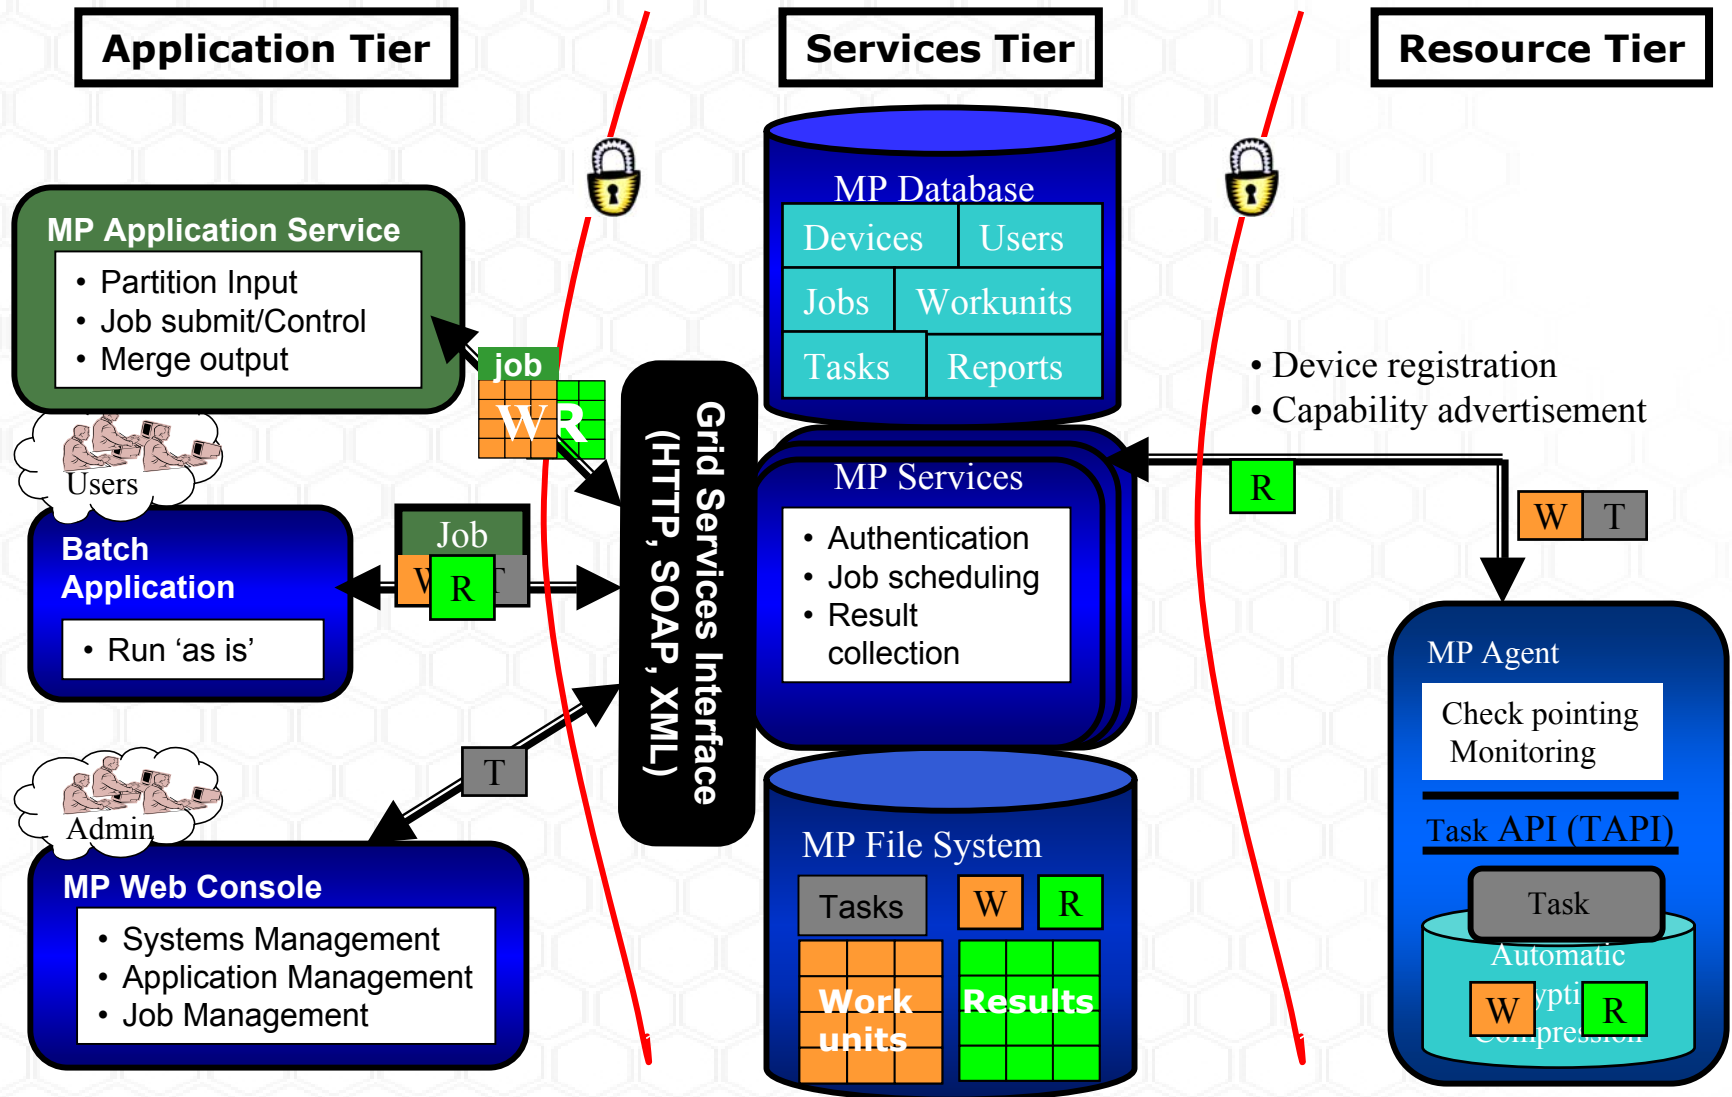 Application Tier
Services Tier
Resource Tier
MP Application Service
• Partition Input
• Job submit/Control
• Merge output
Users
Batch
Application
• Run ‘as is’
Admin
MP Web Console
• Systems Management
• Application Management
• Job Management
job
W R
Job
W R T
T
Grid Services Interface
(HTTP, SOAP, XML)
MP Database
Devices
Users
Jobs
Workunits
Tasks
Reports
MP Services
• Authentication
• Job scheduling
• Result
collection
MP File System
Tasks
W
R
Work
units
Results
• Device registration
• Capability advertisement
R
W T
MP Agent
Check pointing
Monitoring
Task API (TAPI)
Task
Automatic
W
R